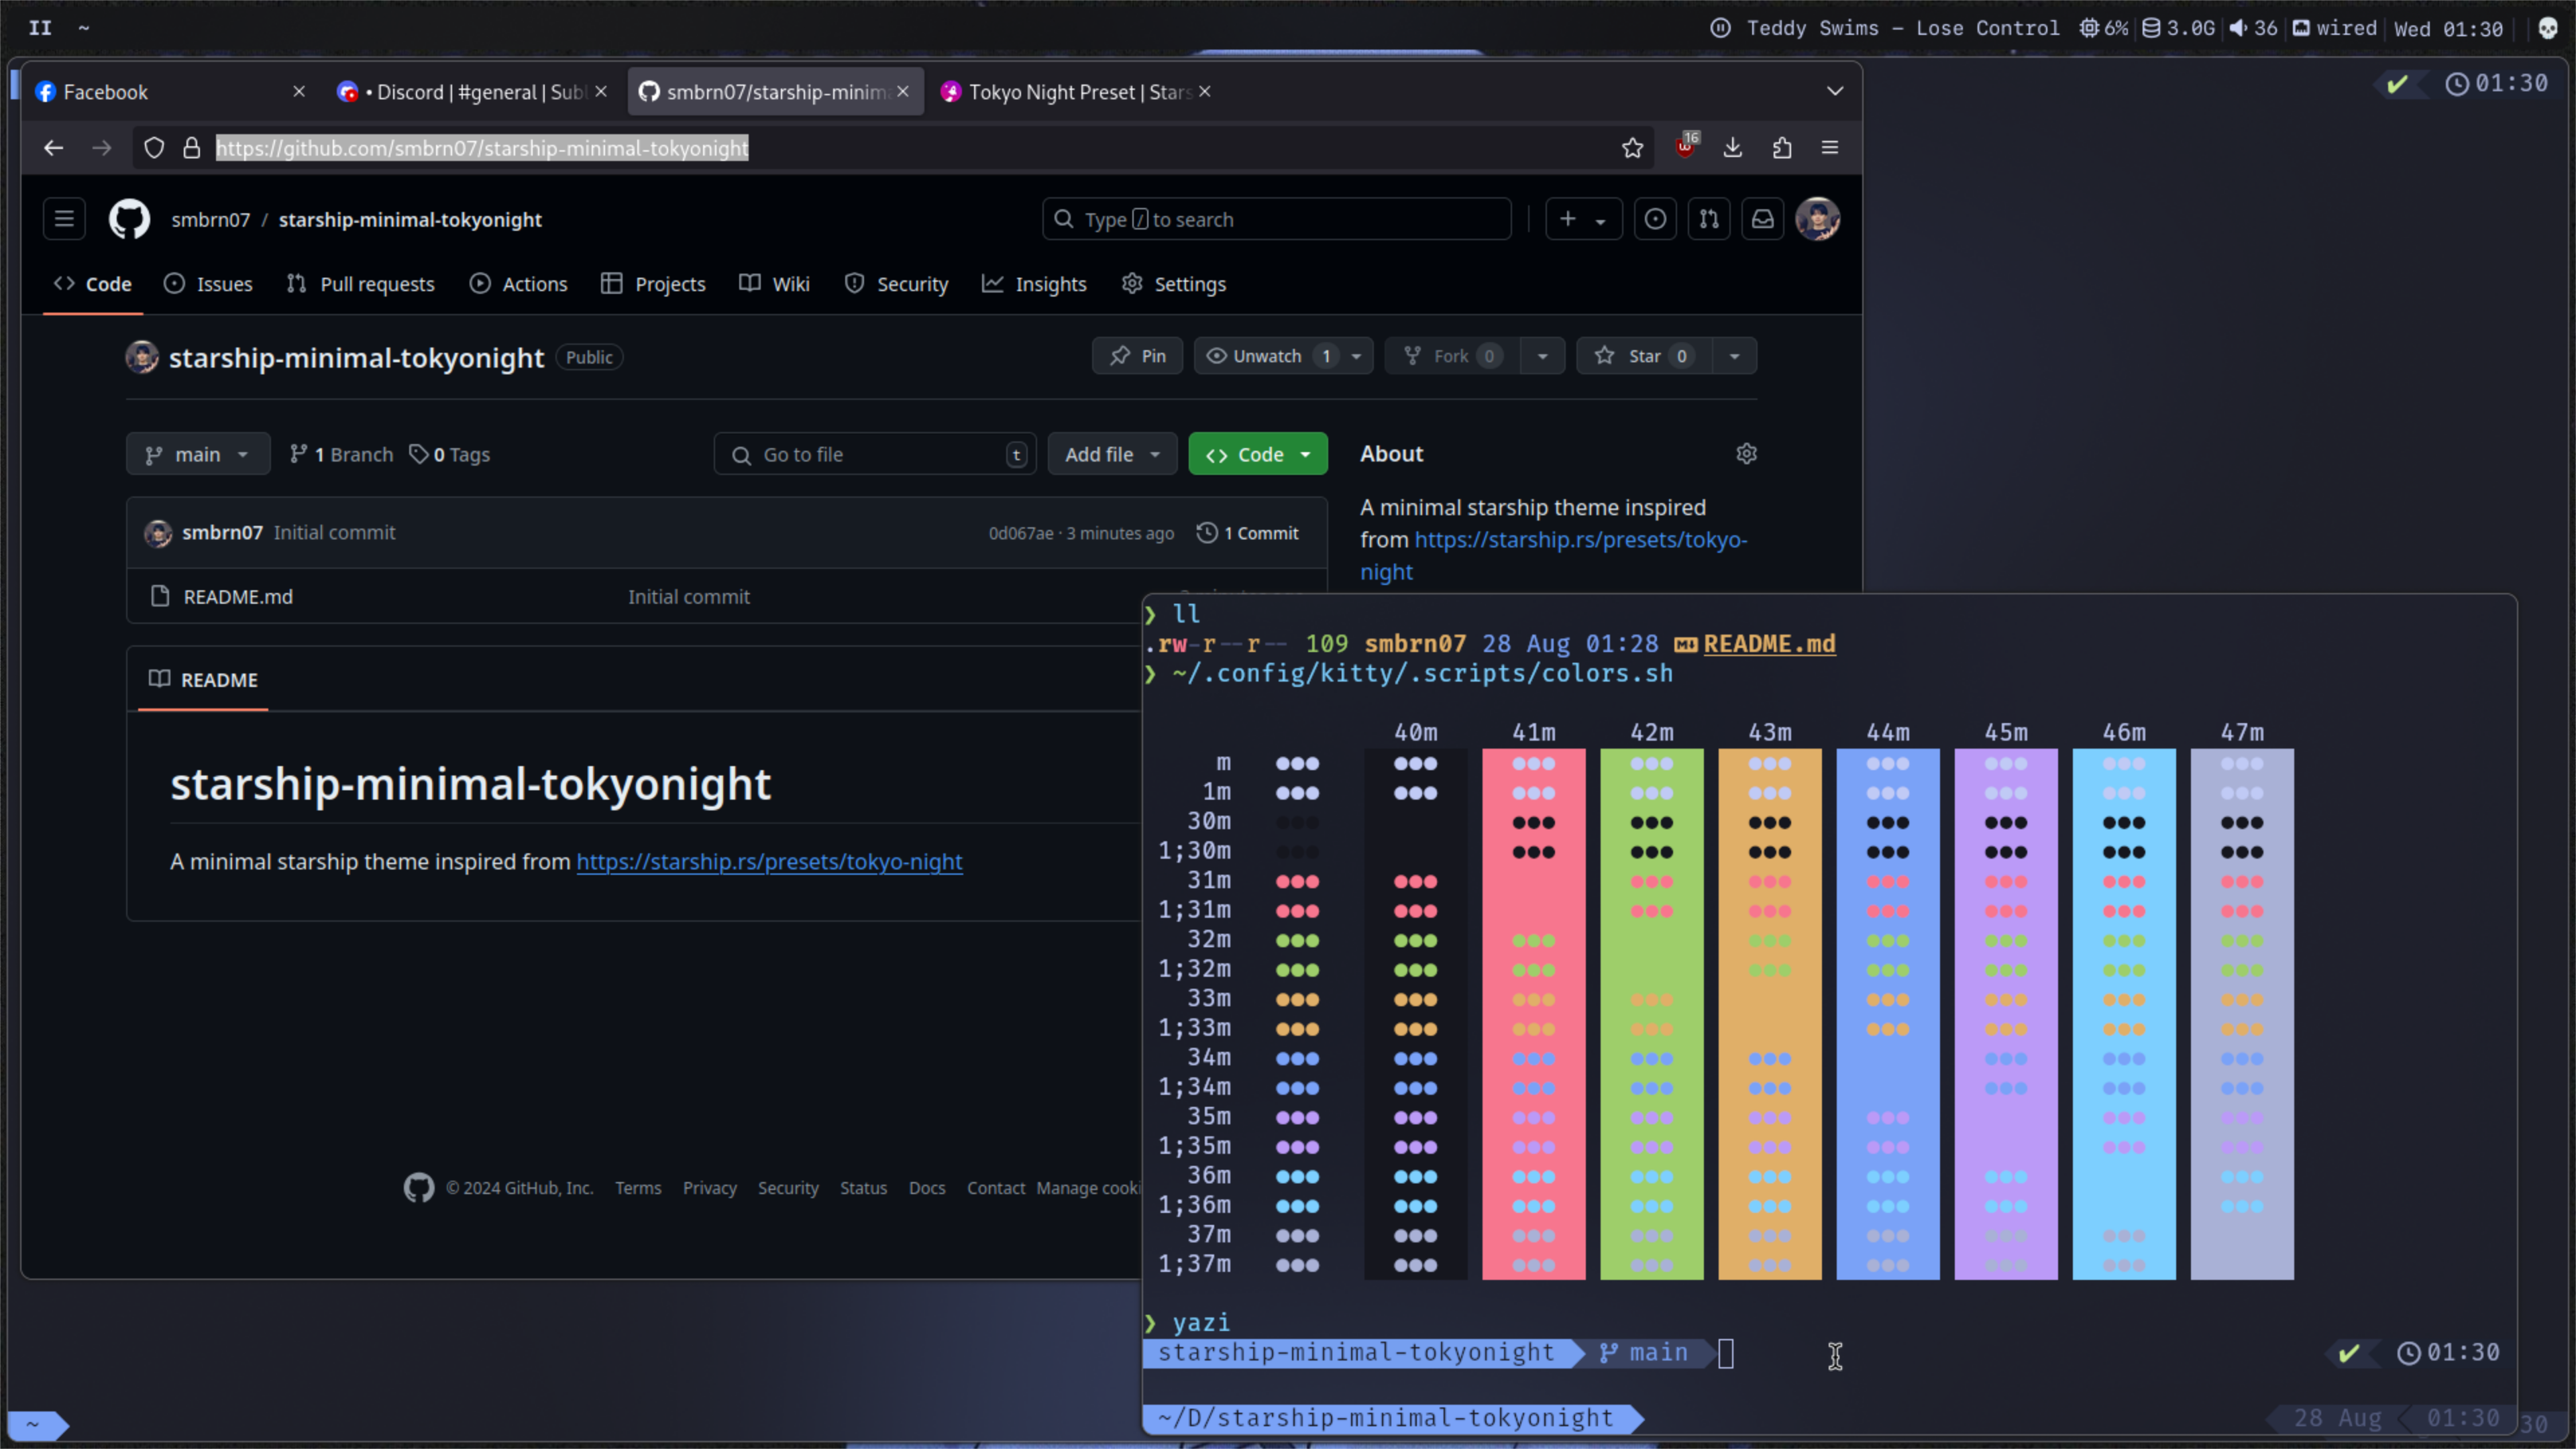 II ~ Teddy Swims – Lose Control 6% 3.0G 36 wired Wed 01:30
Facebook • Discord | #general | Sub smbrn07/starship-minima Tokyo Night Preset | Stars
01:30
https://github.com/smbrn07/starship-minimal-tokyonight 16
smbrn07 / starship-minimal-tokyonight Type / to search
Code Issues Pull requests Actions Projects Wiki Security Insights Settings
starship-minimal-tokyonight Public Pin Unwatch 1 Fork 0 Star 0
main 1 Branch 0 Tags Go to file t Add file <> Code About
A minimal starship theme inspired
from https://starship.rs/presets/tokyo-
night
smbrn07 Initial commit 0d067ae · 3 minutes ago 1 Commit
README.md Initial commit
README
starship-minimal-tokyonight
A minimal starship theme inspired from https://starship.rs/presets/tokyo-night
© 2024 GitHub, Inc. Terms Privacy Security Status Docs Contact Manage cooki
❯ ll
.rw-r--r-- 109 smbrn07 28 Aug 01:28 README.md
❯ ~/.config/kitty/.scripts/colors.sh
40m 41m 42m 43m 44m 45m 46m 47m
m
1m
30m
1;30m
31m
1;31m
32m
1;32m
33m
1;33m
34m
1;34m
35m
1;35m
36m
1;36m
37m
1;37m
❯ yazi
starship-minimal-tokyonight main 01:30
~/D/starship-minimal-tokyonight 28 Aug 01:30 30
~